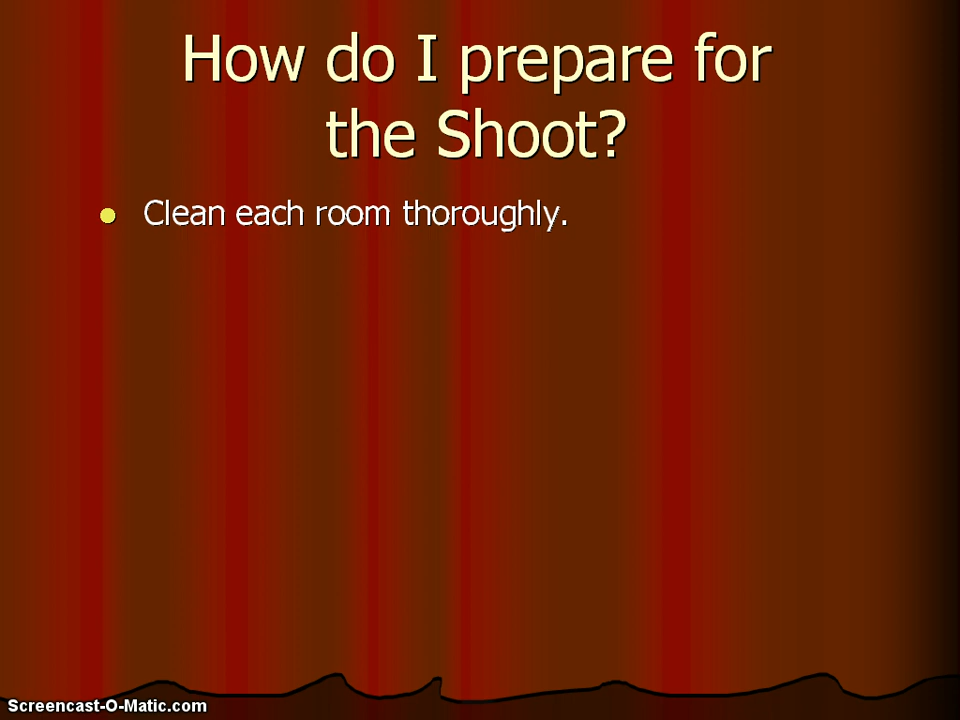 How do I prepare for
the Shoot?
Clean each room thoroughly.
Screencast-O-Matic.com